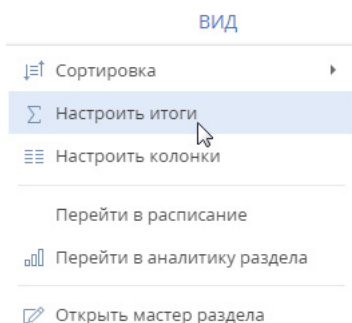 ВИД
Сортировка
Настроить итоги
Настроить колонки
Перейти в расписание
Перейти в аналитику раздела
Открыть мастер раздела